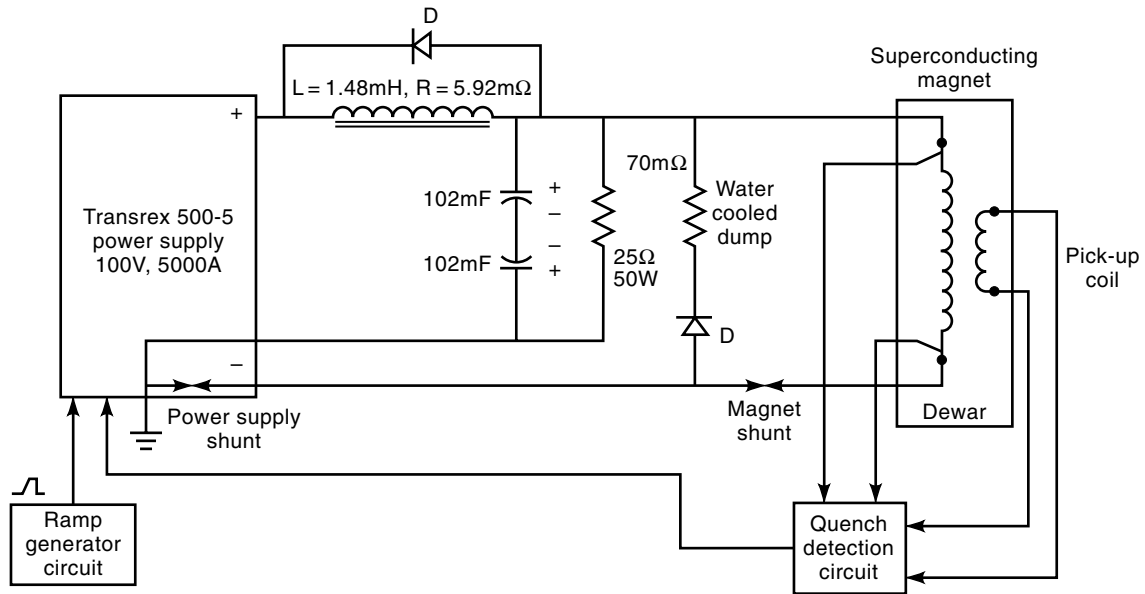 D
L = 1.48mH, R = 5.92mΩ
Superconducting
magnet
+
Transrex 500-5
power supply
100V, 5000A
–
102mF
102mF
+
–
–
+
25Ω
50W
70mΩ
Water
cooled
dump
D
Pick-up
coil
Power supply
shunt
Magnet
shunt
Dewar
Ramp
generator
circuit
Quench
detection
circuit